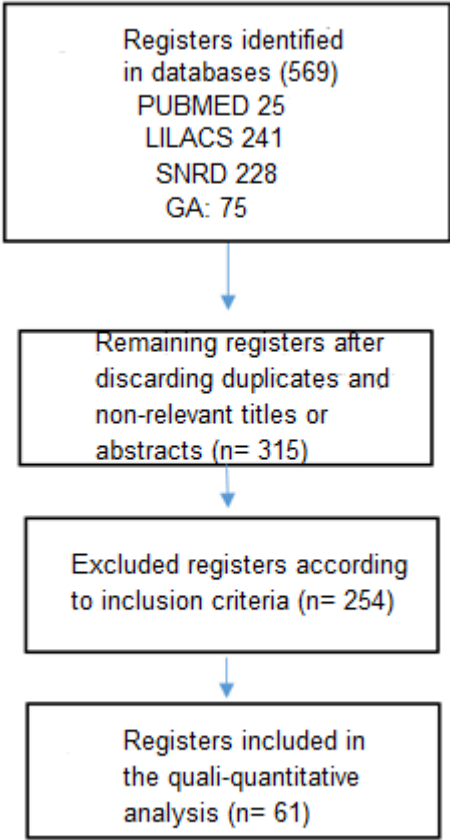 Registers identified
in databases (569)
PUBMED 25
LILACS 241
SNRD 228
GA: 75
Remaining registers after
discarding duplicates and
non-relevant titles or
abstracts (n= 315)
Excluded registers according
to inclusion criteria (n= 254)
Registers included in
the quali-quantitative
analysis (n= 61)